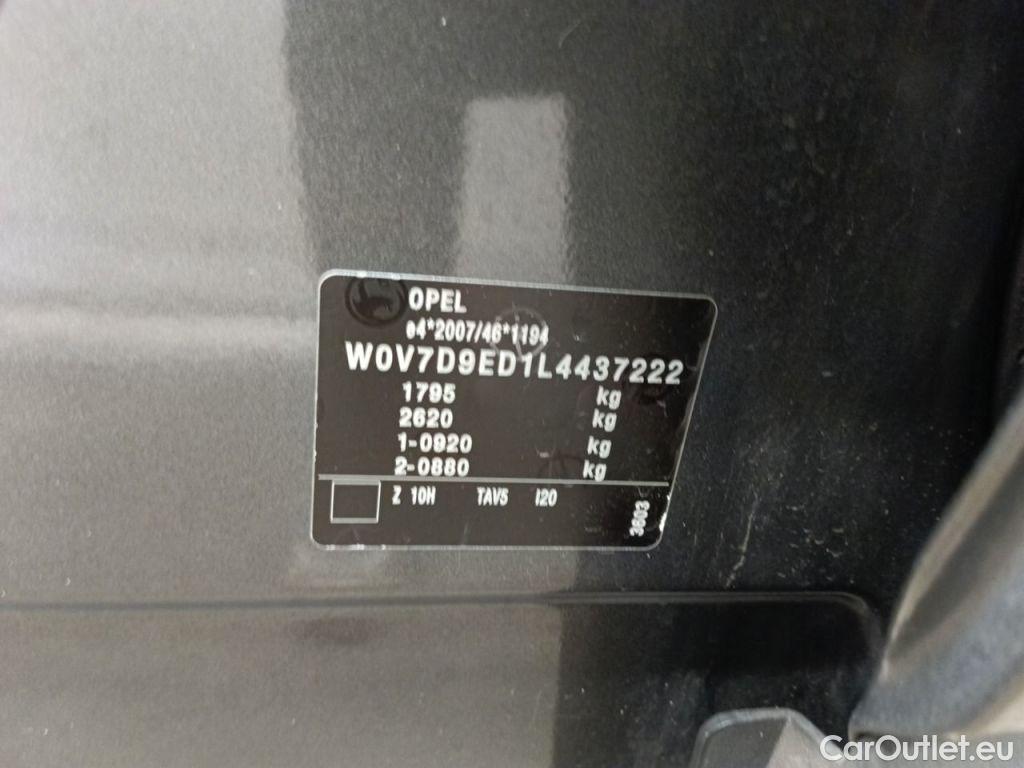 OPEL
e4*2007/46*1194
W0V7D9ED1L4437222
1795 kg
2620 kg
1-0920 kg
2-0880 kg
Z 10H TAV5 I20
3603
CarOutlet.eu